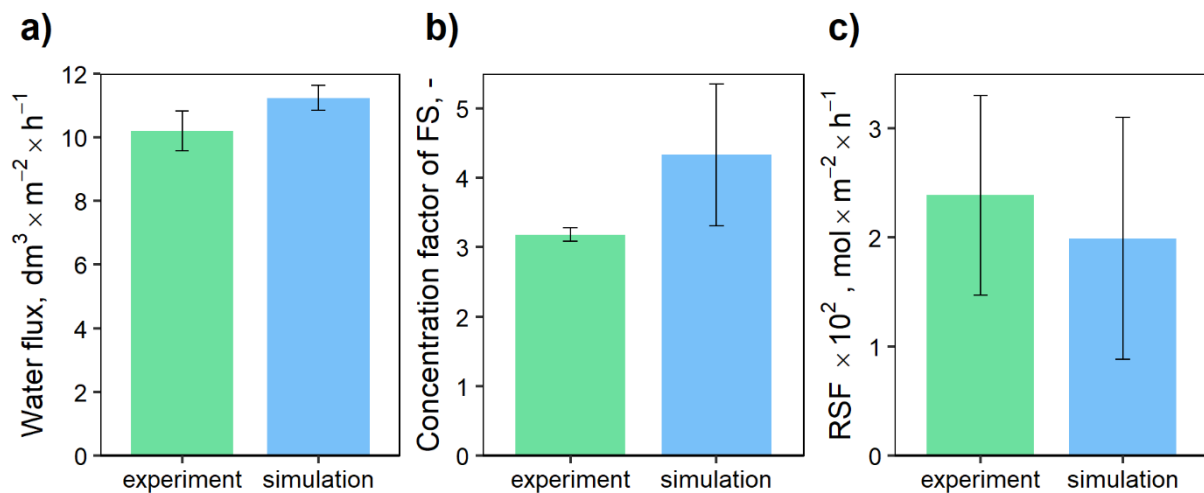 a)
Water flux, dm³ × m⁻² × h⁻¹
12
10
8
6
4
2
0
experiment simulation
b)
Concentration factor of FS, -
5
4
3
2
1
0
experiment simulation
c)
RSF × 10² , mol × m⁻² × h⁻¹
3
2
1
0
experiment simulation